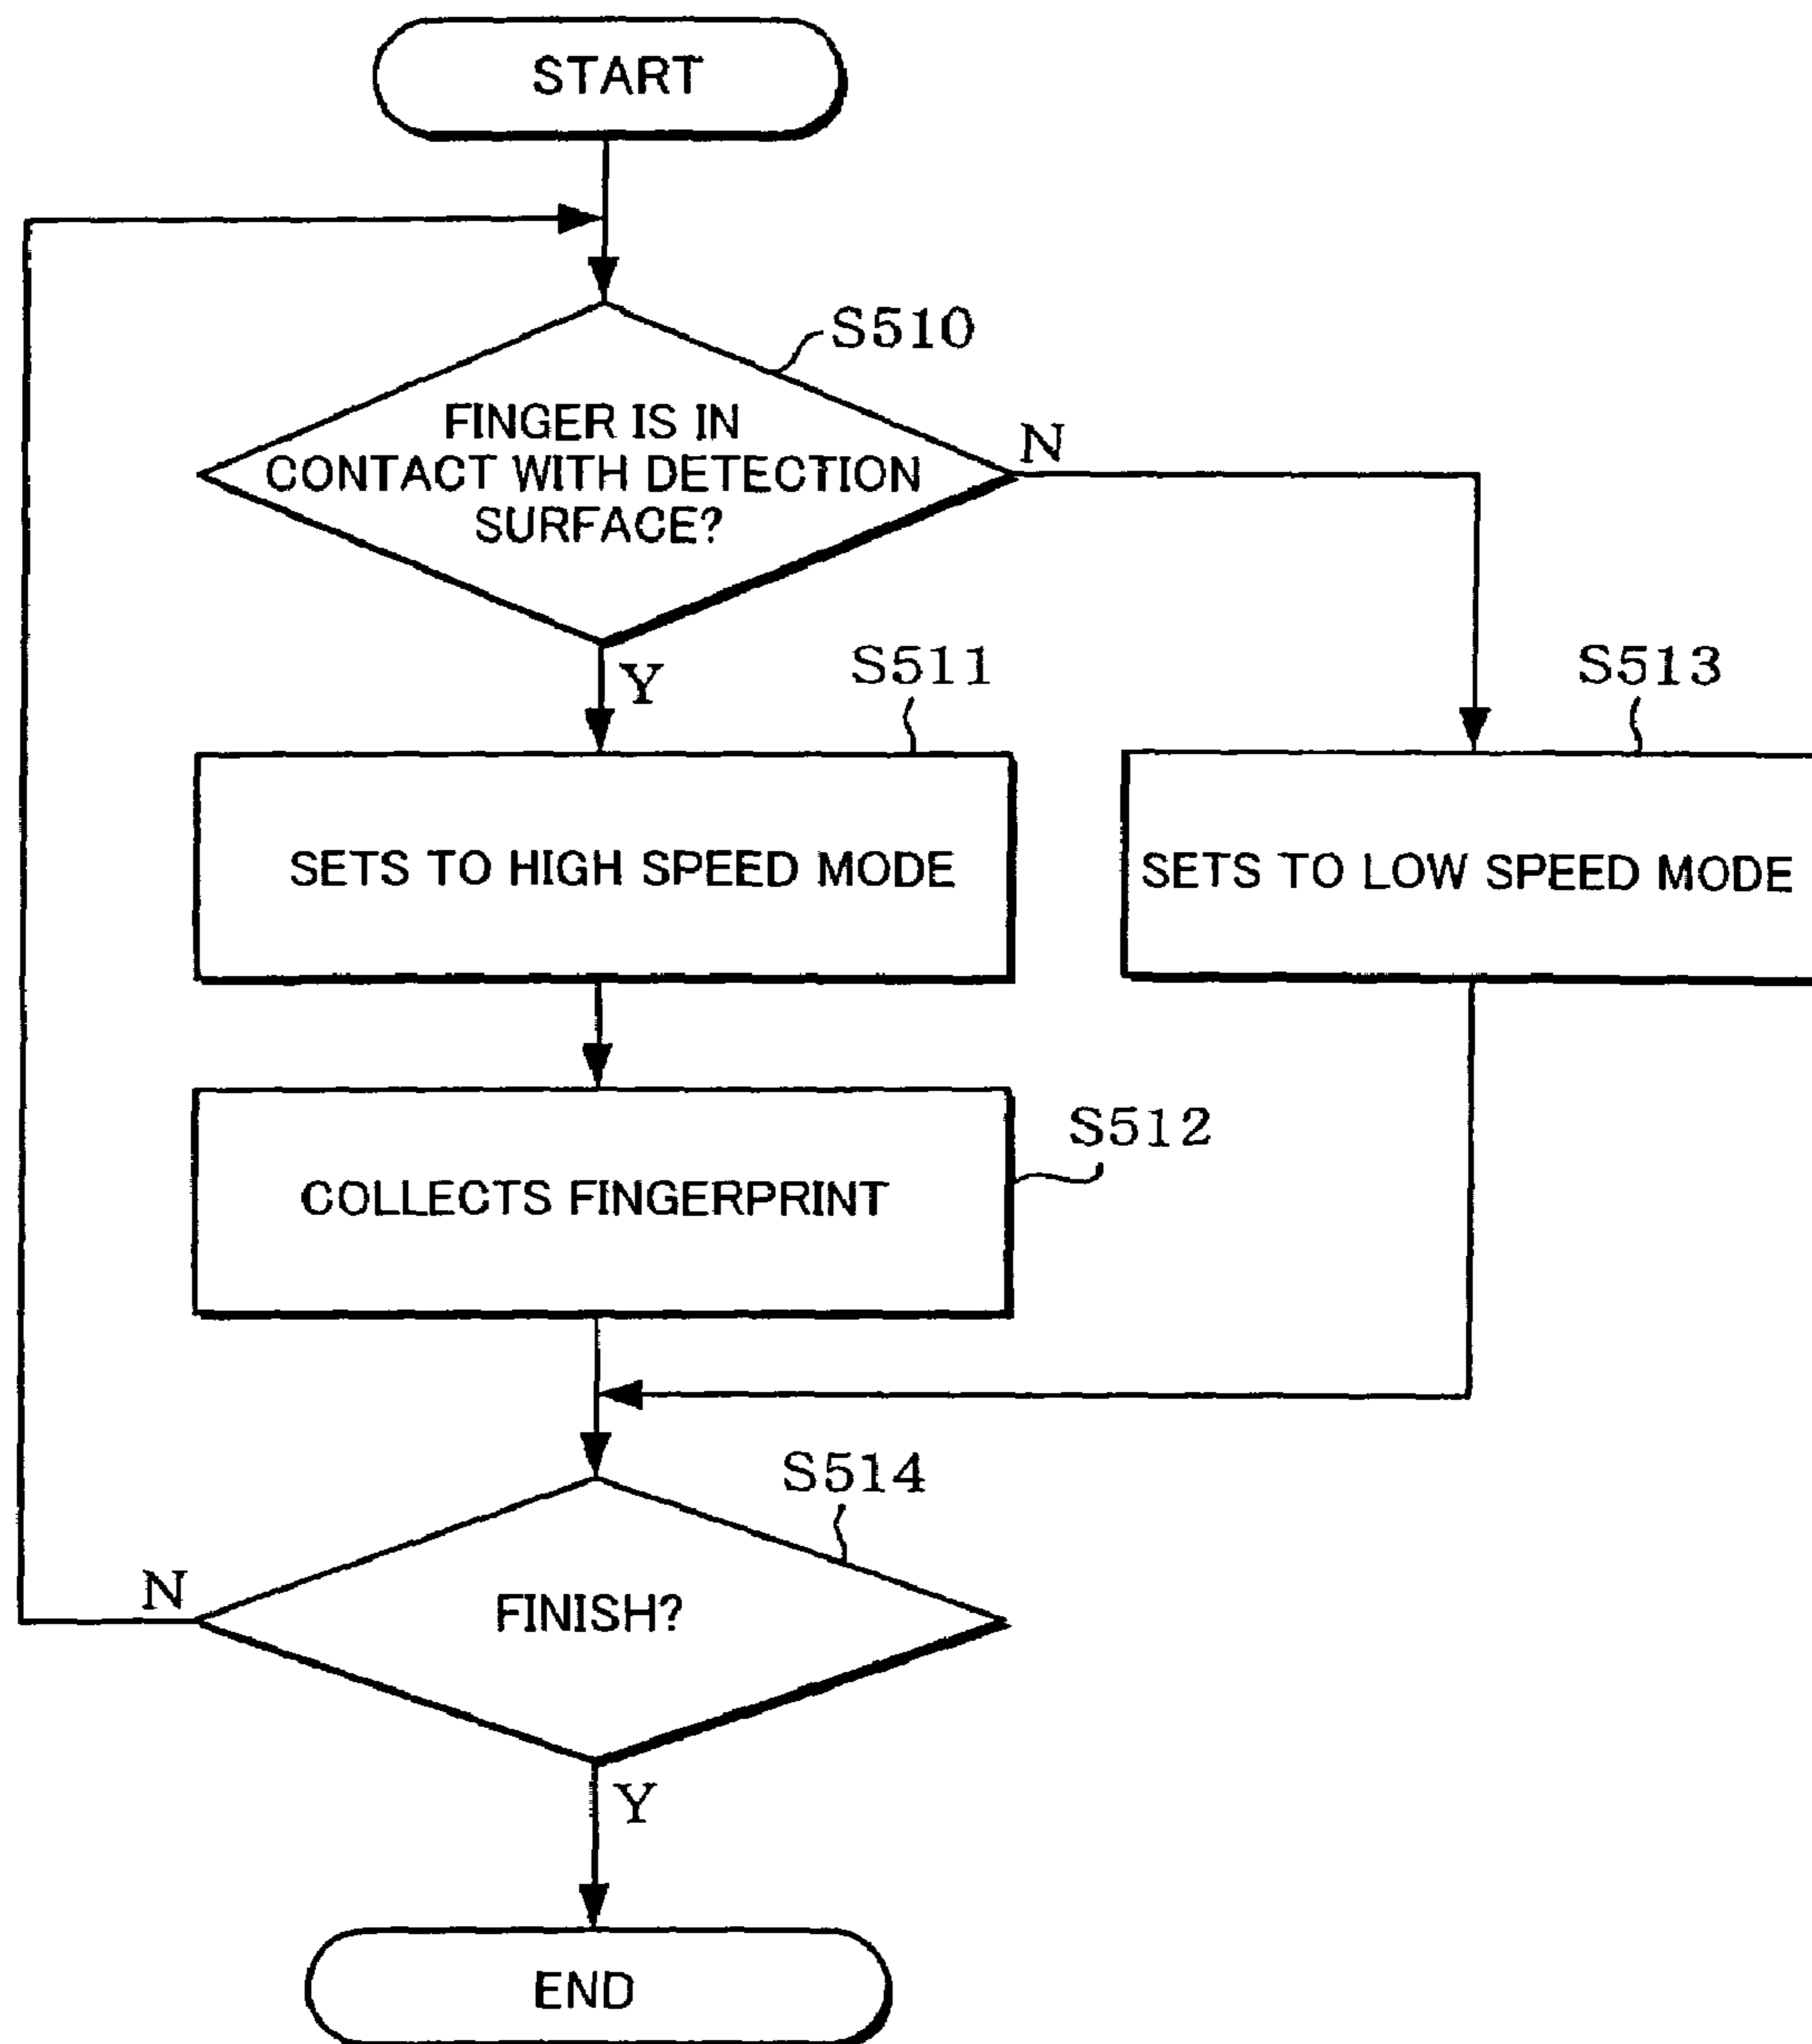 START
S510
FINGER IS IN
CONTACT WITH DETECTION
SURFACE?
N
Y
S511
S513
SETS TO HIGH SPEED MODE
SETS TO LOW SPEED MODE
S512
COLLECTS FINGERPRINT
S514
N
FINISH?
Y
END